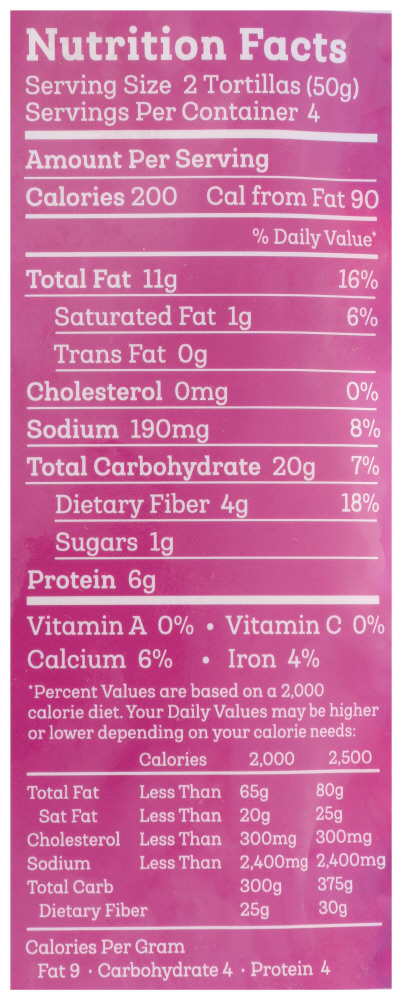 Nutrition Facts
Serving Size 2 Tortillas (50g)
Servings Per Container 4
Amount Per Serving
Calories 200 Cal from Fat 90
% Daily Value*
Total Fat 11g 16%
Saturated Fat 1g 6%
Trans Fat 0g
Cholesterol 0mg 0%
Sodium 190mg 8%
Total Carbohydrate 20g 7%
Dietary Fiber 4g 18%
Sugars 1g
Protein 6g
Vitamin A 0% • Vitamin C 0%
Calcium 6% • Iron 4%
*Percent Values are based on a 2,000
calorie diet. Your Daily Values may be higher
or lower depending on your calorie needs:
Calories 2,000 2,500
Total Fat Less Than 65g 80g
Sat Fat Less Than 20g 25g
Cholesterol Less Than 300mg 300mg
Sodium Less Than 2,400mg 2,400mg
Total Carb 300g 375g
Dietary Fiber 25g 30g
Calories Per Gram
Fat 9 · Carbohydrate 4 · Protein 4